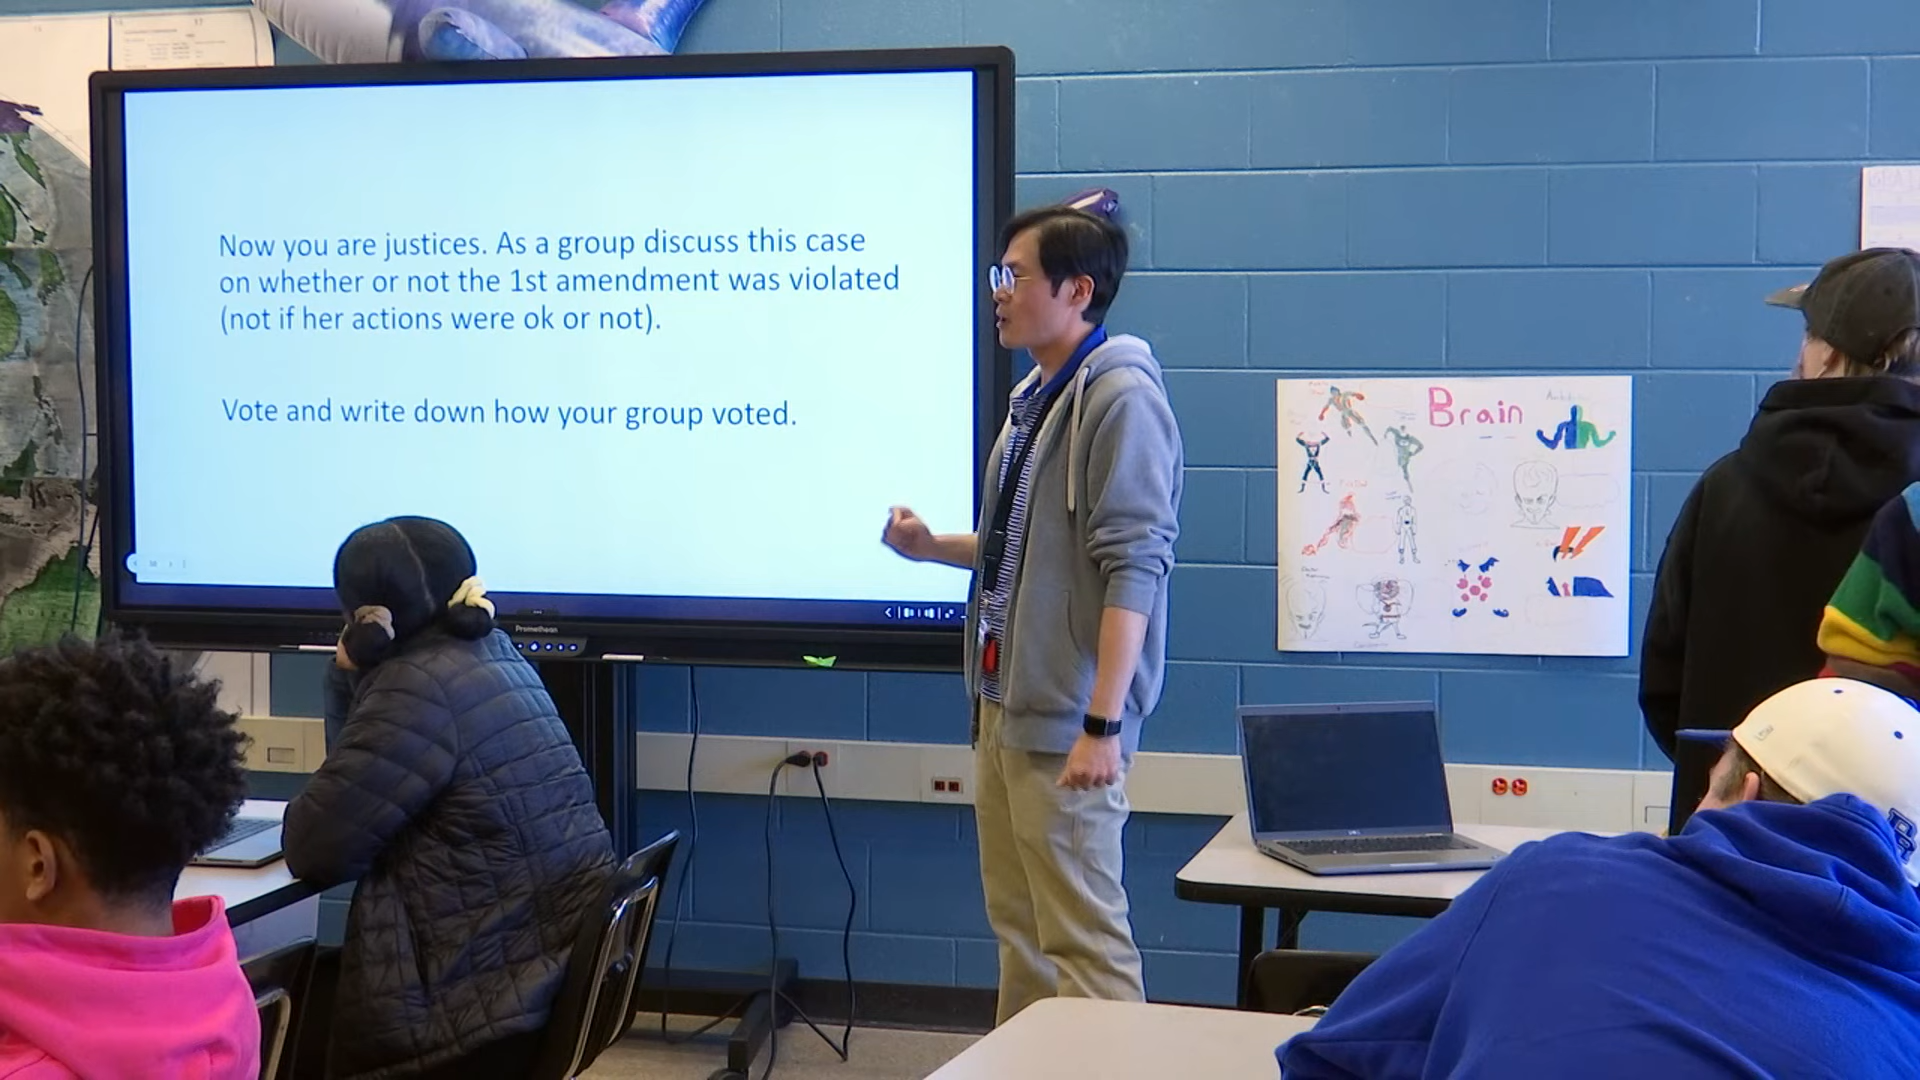 Now you are justices. As a group discuss this case
on whether or not the 1st amendment was violated
(not if her actions were ok or not).
Vote and write down how your group voted.
Promethean
Brain